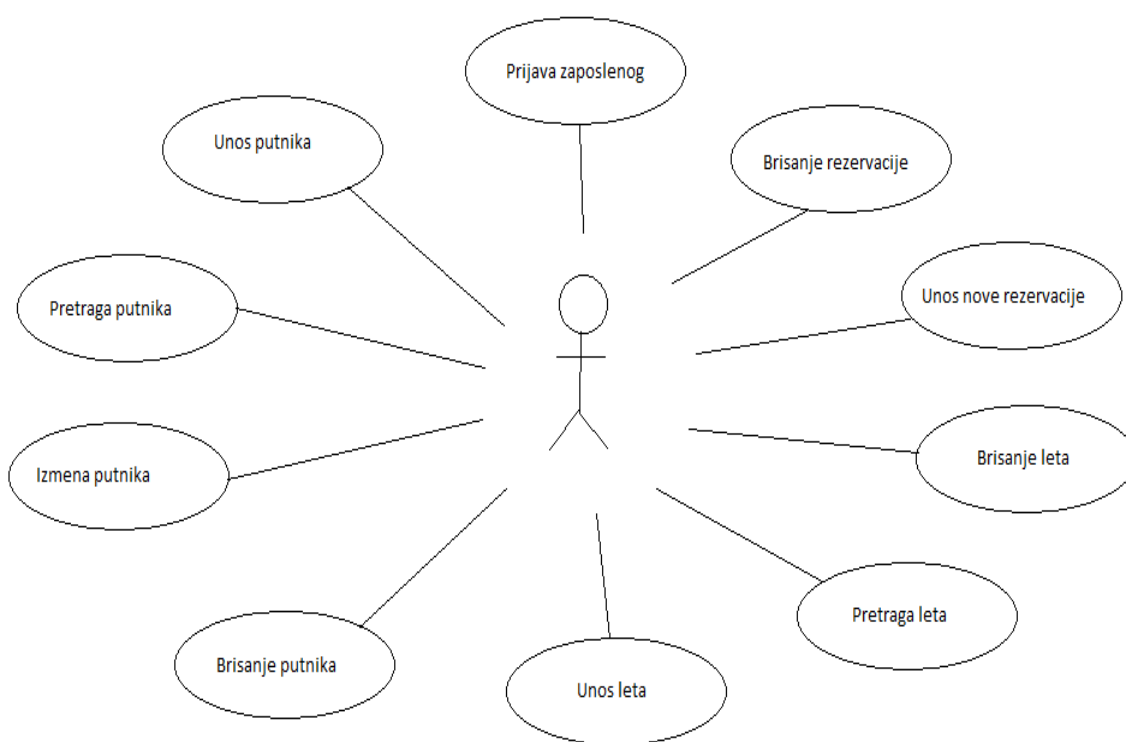 Prijava zaposlenog
Unos putnika
Brisanje rezervacije
Pretraga putnika
Unos nove rezervacije
Izmena putnika
Brisanje leta
Brisanje putnika
Pretraga leta
Unos leta